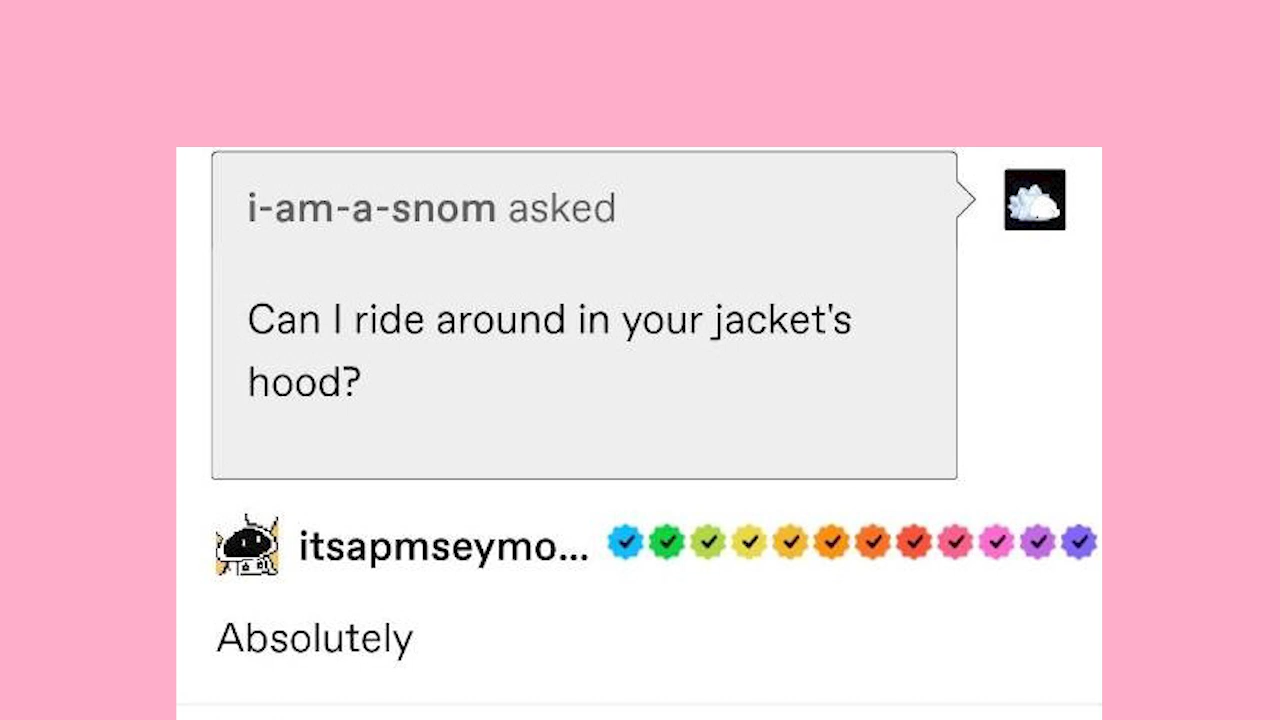 i-am-a-snom asked
Can I ride around in your jacket's
hood?
itsapmseymo...
Absolutely